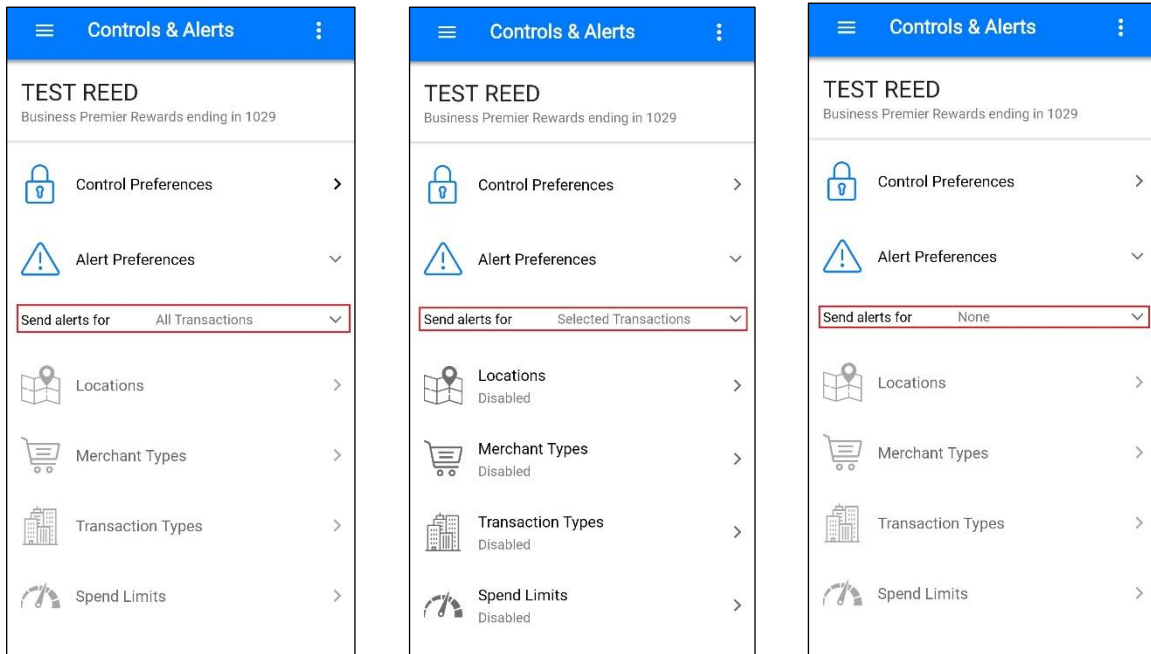 Controls & Alerts
TEST REED
Business Premier Rewards ending in 1029
Control Preferences
Alert Preferences
Send alerts for All Transactions
Locations
Merchant Types
Transaction Types
Spend Limits
Controls & Alerts
TEST REED
Business Premier Rewards ending in 1029
Control Preferences
Alert Preferences
Send alerts for Selected Transactions
Locations
Disabled
Merchant Types
Disabled
Transaction Types
Disabled
Spend Limits
Disabled
Controls & Alerts
TEST REED
Business Premier Rewards ending in 1029
Control Preferences
Alert Preferences
Send alerts for None
Locations
Merchant Types
Transaction Types
Spend Limits